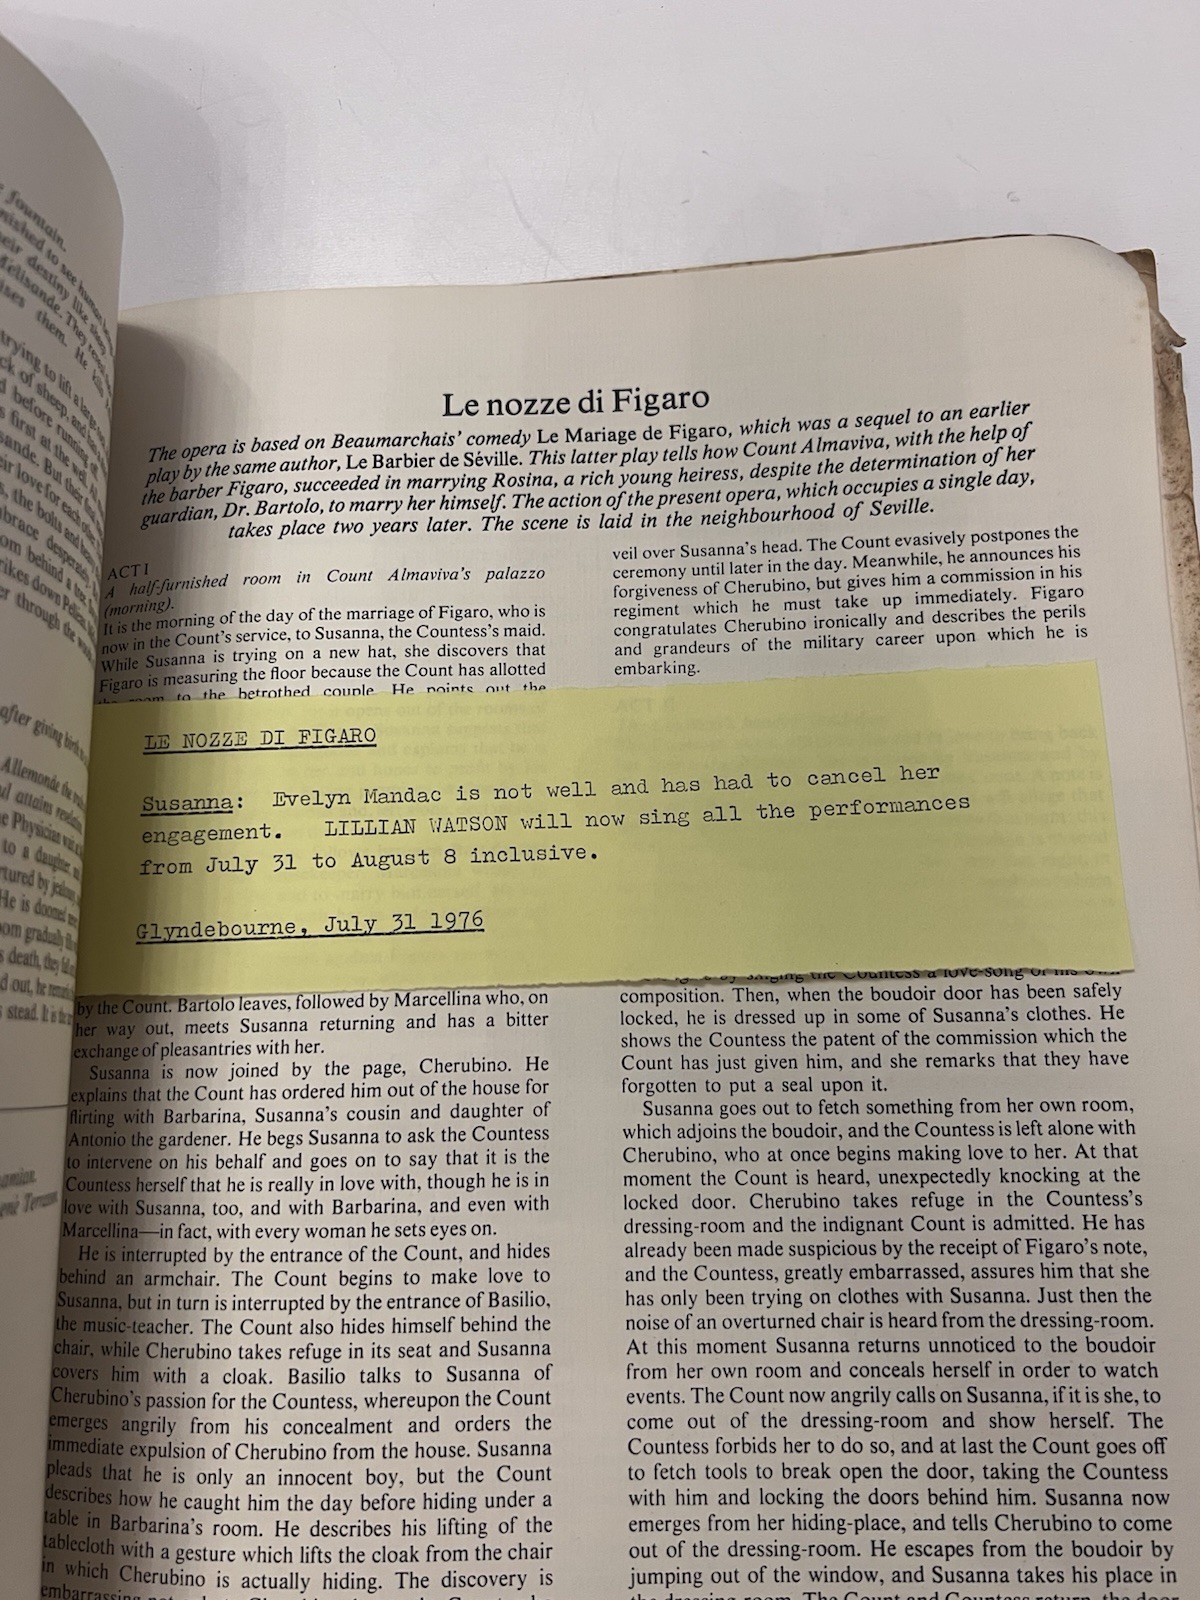 fountain.
Le nozze di Figaro
The opera is based on Beaumarchais' comedy Le Mariage de Figaro, which was a sequel to an earlier
play by the same author, Le Barbier de Séville. This latter play tells how Count Almaviva, with the help of
the barber Figaro, succeeded in marrying Rosina, a rich young heiress, despite the determination of her
guardian, Dr. Bartolo, to marry her himself. The action of the present opera, which occupies a single day,
takes place two years later. The scene is laid in the neighbourhood of Seville.
ACT I
A half-furnished room in Count Almaviva's palazzo
(morning).
It is the morning of the day of the marriage of Figaro, who is
now in the Count's service, to Susanna, the Countess's maid.
While Susanna is trying on a new hat, she discovers that
Figaro is measuring the floor because the Count has allotted
the room to the betrothed couple. He points out the
LE NOZZE DI FIGARO
Susanna: Evelyn Mandac is not well and has had to cancel her
engagement. LILLIAN WATSON will now sing all the performances
from July 31 to August 8 inclusive.
Glyndebourne, July 31 1976
by the Count. Bartolo leaves, followed by Marcellina who, on
her way out, meets Susanna returning and has a bitter
exchange of pleasantries with her.
Susanna is now joined by the page, Cherubino. He
explains that the Count has ordered him out of the house for
flirting with Barbarina, Susanna's cousin and daughter of
Antonio the gardener. He begs Susanna to ask the Countess
to intervene on his behalf and goes on to say that it is the
Countess herself that he is really in love with, though he is in
love with Susanna, too, and with Barbarina, and even with
Marcellina—in fact, with every woman he sets eyes on.
He is interrupted by the entrance of the Count, and hides
behind an armchair. The Count begins to make love to
Susanna, but in turn is interrupted by the entrance of Basilio,
the music-teacher. The Count also hides himself behind the
chair, while Cherubino takes refuge in its seat and Susanna
covers him with a cloak. Basilio talks to Susanna of
Cherubino's passion for the Countess, whereupon the Count
emerges angrily from his concealment and orders the
immediate expulsion of Cherubino from the house. Susanna
pleads that he is only an innocent boy, but the Count
describes how he caught him the day before hiding under a
table in Barbarina's room. He describes his lifting of the
tablecloth with a gesture which lifts the cloak from the chair
in which Cherubino is actually hiding. The discovery is
veil over Susanna's head. The Count evasively postpones the
ceremony until later in the day. Meanwhile, he announces his
forgiveness of Cherubino, but gives him a commission in his
regiment which he must take up immediately. Figaro
congratulates Cherubino ironically and describes the perils
and grandeurs of the military career upon which he is
embarking.
singing the Countess a love-song of his own
composition. Then, when the boudoir door has been safely
locked, he is dressed up in some of Susanna's clothes. He
shows the Countess the patent of the commission which the
Count has just given him, and she remarks that they have
forgotten to put a seal upon it.
Susanna goes out to fetch something from her own room,
which adjoins the boudoir, and the Countess is left alone with
Cherubino, who at once begins making love to her. At that
moment the Count is heard, unexpectedly knocking at the
locked door. Cherubino takes refuge in the Countess's
dressing-room and the indignant Count is admitted. He has
already been made suspicious by the receipt of Figaro's note,
and the Countess, greatly embarrassed, assures him that she
has only been trying on clothes with Susanna. Just then the
noise of an overturned chair is heard from the dressing-room.
At this moment Susanna returns unnoticed to the boudoir
from her own room and conceals herself in order to watch
events. The Count now angrily calls on Susanna, if it is she, to
come out of the dressing-room and show herself. The
Countess forbids her to do so, and at last the Count goes off
to fetch tools to break open the door, taking the Countess
with him and locking the doors behind him. Susanna now
emerges from her hiding-place, and tells Cherubino to come
out of the dressing-room. He escapes from the boudoir by
jumping out of the window, and Susanna takes his place in